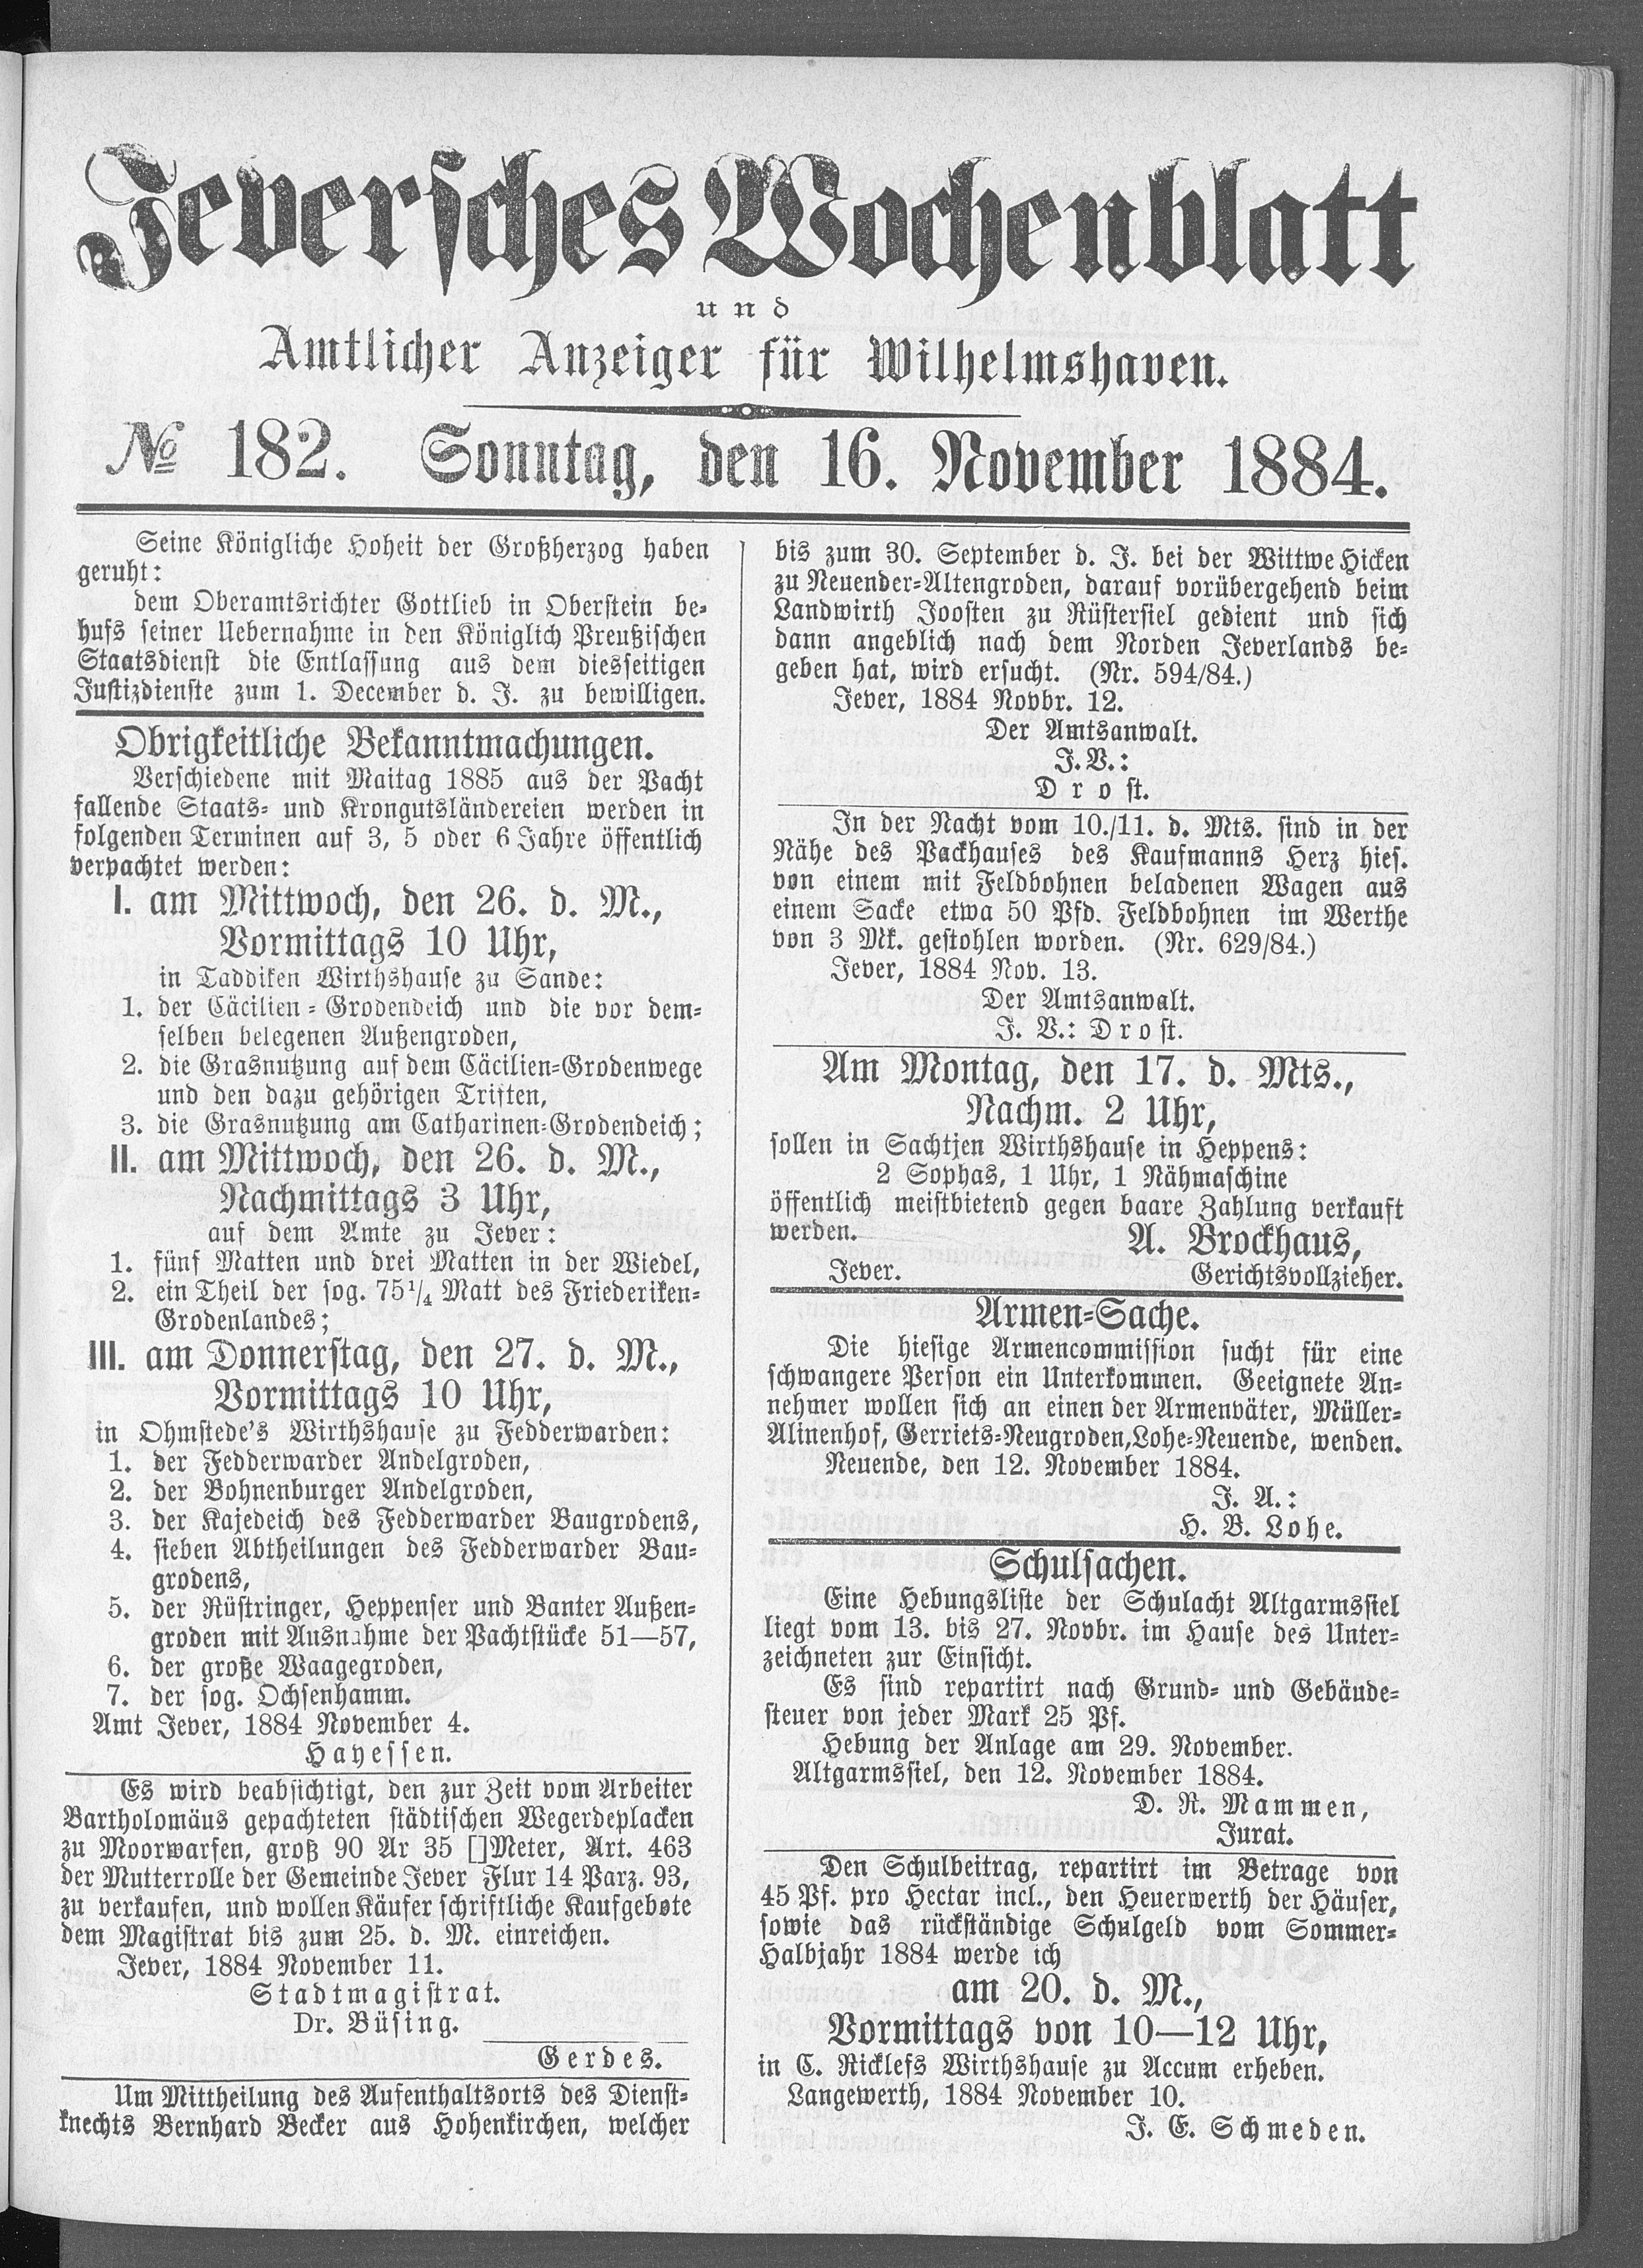 Jeversches Wochenblatt
und
Amtlicher Anzeiger für Wilhelmshaven.
№ 182. Sonntag, den 16. November 1884.
Seine Königliche Hoheit der Großherzog haben
geruht:
dem Oberamtsrichter Gottlieb in Oberstein be-
hufs seiner Uebernahme in den Königlich Preußischen
Staatsdienst die Entlassung aus dem diesseitigen
Justizdienste zum 1. December d. J. zu bewilligen.
Obrigkeitliche Bekanntmachungen.
Verschiedene mit Maitag 1885 aus der Pacht
fallende Staats- und Krongutsländereien werden in
folgenden Terminen auf 3, 5 oder 6 Jahre öffentlich
verpachtet werden:
I. am Mittwoch, den 26. d. M.,
Vormittags 10 Uhr,
in Taddiken Wirthshause zu Sande:
1. der Cäcilien-Grodendeich und die vor dem-
selben belegenen Außengroden,
2. die Grasnutzung auf dem Cäcilien-Grodenwege
und den dazu gehörigen Triften,
3. die Grasnutzung am Catharinen-Grodendeich;
II. am Mittwoch, den 26. d. M.,
Nachmittags 3 Uhr,
auf dem Amte zu Jever:
1. fünf Matten und drei Matten in der Wiedel,
2. ein Theil der sog. 75¼ Matt des Friederiken-
Grodenlandes;
III. am Donnerstag, den 27. d. M.,
Vormittags 10 Uhr,
in Ohmstede's Wirthshause zu Fedderwarden:
1. der Fedderwarder Andelgroden,
2. der Bohnenburger Andelgroden,
3. der Kajedeich des Fedderwarder Baugrodens,
4. sieben Abtheilungen des Fedderwarder Bau-
grodens,
5. der Rüstringer, Heppenser und Banter Außen-
groden mit Ausnahme der Pachtstücke 51—57,
6. der große Waagegroden,
7. der sog. Ochsenhamm.
Amt Jever, 1884 November 4.
Hayessen.
Es wird beabsichtigt, den zur Zeit vom Arbeiter
Bartholomäus gepachteten städtischen Wegerdeplacken
zu Moorwarfen, groß 90 Ar 35 []Meter, Art. 463
der Mutterrolle der Gemeinde Jever Flur 14 Parz. 93,
zu verkaufen, und wollen Käufer schriftliche Kaufgebote
dem Magistrat bis zum 25. d. M. einreichen.
Jever, 1884 November 11.
Stadtmagistrat.
Dr. Büsing.
Gerdes.
Um Mittheilung des Aufenthaltsorts des Dienst-
knechts Bernhard Becker aus Hohenkirchen, welcher
bis zum 30. September d. J. bei der Wittwe Hicken
zu Neuender-Altengroden, darauf vorübergehend beim
Landwirth Joosten zu Rüstersiel gedient und sich
dann angeblich nach dem Norden Jeverlands be-
geben hat, wird ersucht. (Nr. 594/84.)
Jever, 1884 Novbr. 12.
Der Amtsanwalt.
J. V.:
Drost.
In der Nacht vom 10./11. d. Mts. sind in der
Nähe des Packhauses des Kaufmanns Herz hies.
von einem mit Feldbohnen beladenen Wagen aus
einem Sacke etwa 50 Pfd. Feldbohnen im Werthe
von 3 Mk. gestohlen worden. (Nr. 629/84.)
Jever, 1884 Nov. 13.
Der Amtsanwalt.
J. V.: Drost.
Am Montag, den 17. d. Mts.,
Nachm. 2 Uhr,
sollen in Sachtjen Wirthshause in Heppens:
2 Sophas, 1 Uhr, 1 Nähmaschine
öffentlich meistbietend gegen baare Zahlung verkauft
werden. A. Brockhaus,
Jever. Gerichtsvollzieher.
Armen-Sache.
Die hiesige Armencommission sucht für eine
schwangere Person ein Unterkommen. Geeignete An-
nehmer wollen sich an einen der Armenväter, Müller-
Alinenhof, Gerriets-Neugroden, Lohe-Neuende, wenden.
Neuende, den 12. November 1884.
J. A.:
H. B. Lohe.
Schulsachen.
Eine Hebungsliste der Schulacht Altgarmssiel
liegt vom 13. bis 27. Novbr. im Hause des Unter-
zeichneten zur Einsicht.
Es sind repartirt nach Grund- und Gebäude-
steuer von jeder Mark 25 Pf.
Hebung der Anlage am 29. November.
Altgarmssiel, den 12. November 1884.
D. R. Mammen,
Jurat.
Den Schulbeitrag, repartirt im Betrage von
45 Pf. pro Hectar incl., den Heuerwerth der Häuser,
sowie das rückständige Schulgeld vom Sommer-
Halbjahr 1884 werde ich
am 20. d. M.,
Vormittags von 10—12 Uhr,
in C. Ricklefs Wirthshause zu Accum erheben.
Langewerth, 1884 November 10.
J. E. Schmeden.